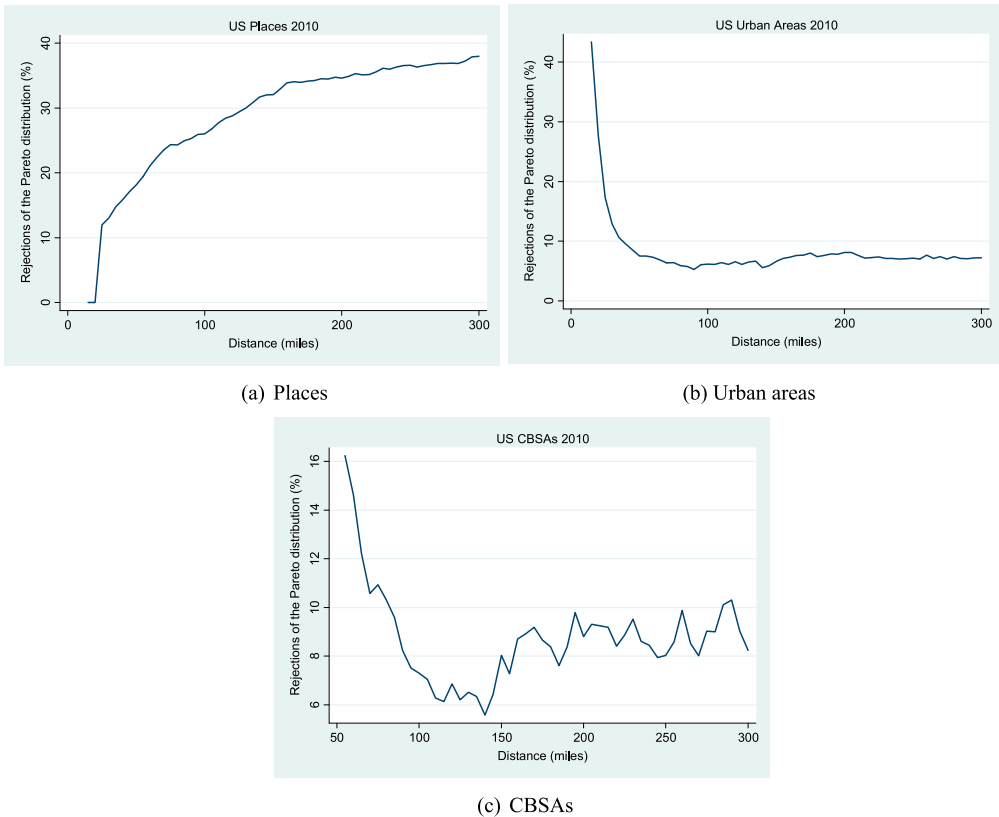 US Places 2010
Rejections of the Pareto distribution (%)
40
30
20
10
0
0 100 200 300
Distance (miles)
(a) Places
US Urban Areas 2010
Rejections of the Pareto distribution (%)
40
30
20
10
0
0 100 200 300
Distance (miles)
(b) Urban areas
US CBSAs 2010
Rejections of the Pareto distribution (%)
16
14
12
10
8
6
50 100 150 200 250 300
Distance (miles)
(c) CBSAs